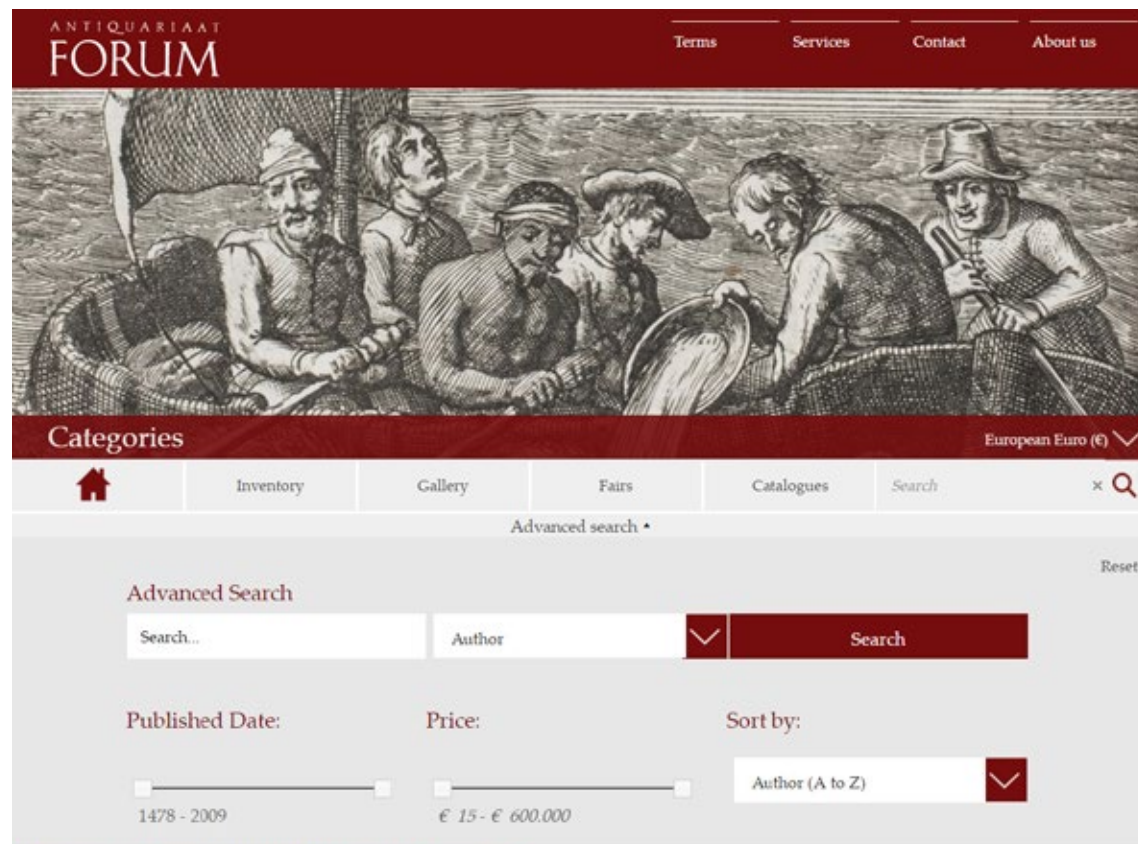 ANTIQUARIAAT
FORUM
Terms Services Contact About us
Categories
European Euro (€)
Inventory Gallery Fairs Catalogues Search ×
Advanced search
Reset
Advanced Search
Search... Author Search
Published Date: Price: Sort by:
Author (A to Z)
1478 - 2009 € 15 - € 600.000